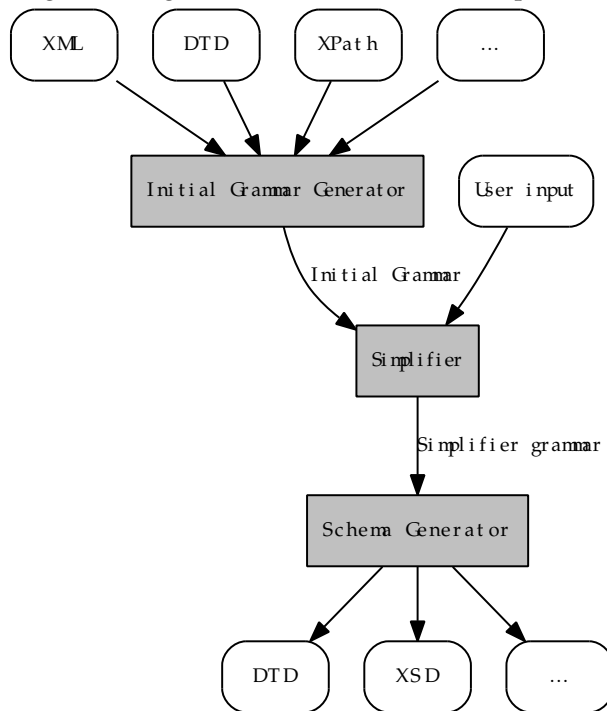 XML
DTD
XPath
...
Initial Grammar Generator
User input
Initial Grammar
Simplifier
Simplifier grammar
Schema Generator
DTD
XSD
...